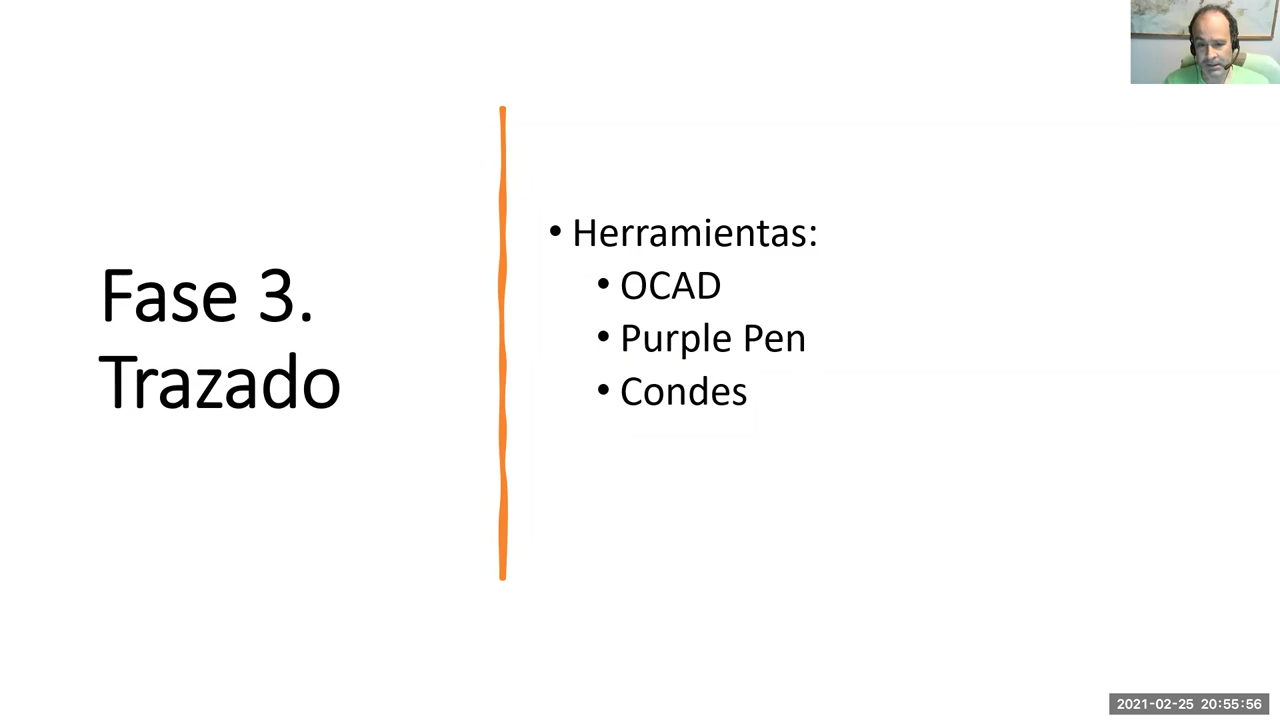 Fase 3.
Trazado
• Herramientas:
• OCAD
• Purple Pen
• Condes
2021-02-25 20:55:56